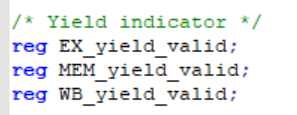 /* Yield indicator */
reg EX_yield_valid;
reg MEM_yield_valid;
reg WB_yield_valid;